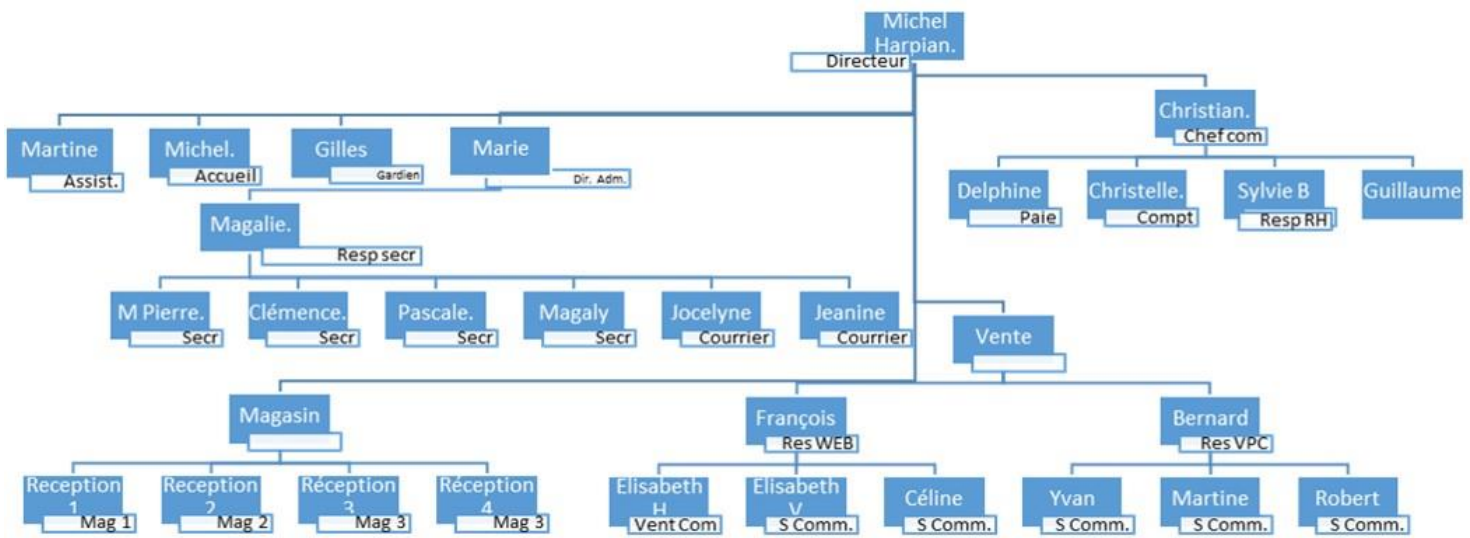 Michel
Harpian.
Directeur
Christian.
Chef com
Martine
Assist.
Michel.
Accueil
Gilles
Gardien
Marie
Dir. Adm.
Delphine
Paie
Christelle.
Compt
Sylvie B
Resp RH
Guillaume
Magalie.
Resp secr
M Pierre.
Secr
Clémence.
Secr
Pascale.
Secr
Magaly
Secr
Jocelyne
Courrier
Jeanine
Courrier
Vente
Magasin
François
Res WEB
Bernard
Res VPC
Reception
1
Mag 1
Reception
2
Mag 2
Réception
3
Mag 3
Réception
4
Mag 3
Elisabeth
H
Vent Com
Elisabeth
V
S Comm.
Céline
S Comm.
Yvan
S Comm.
Martine
S Comm.
Robert
S Comm.